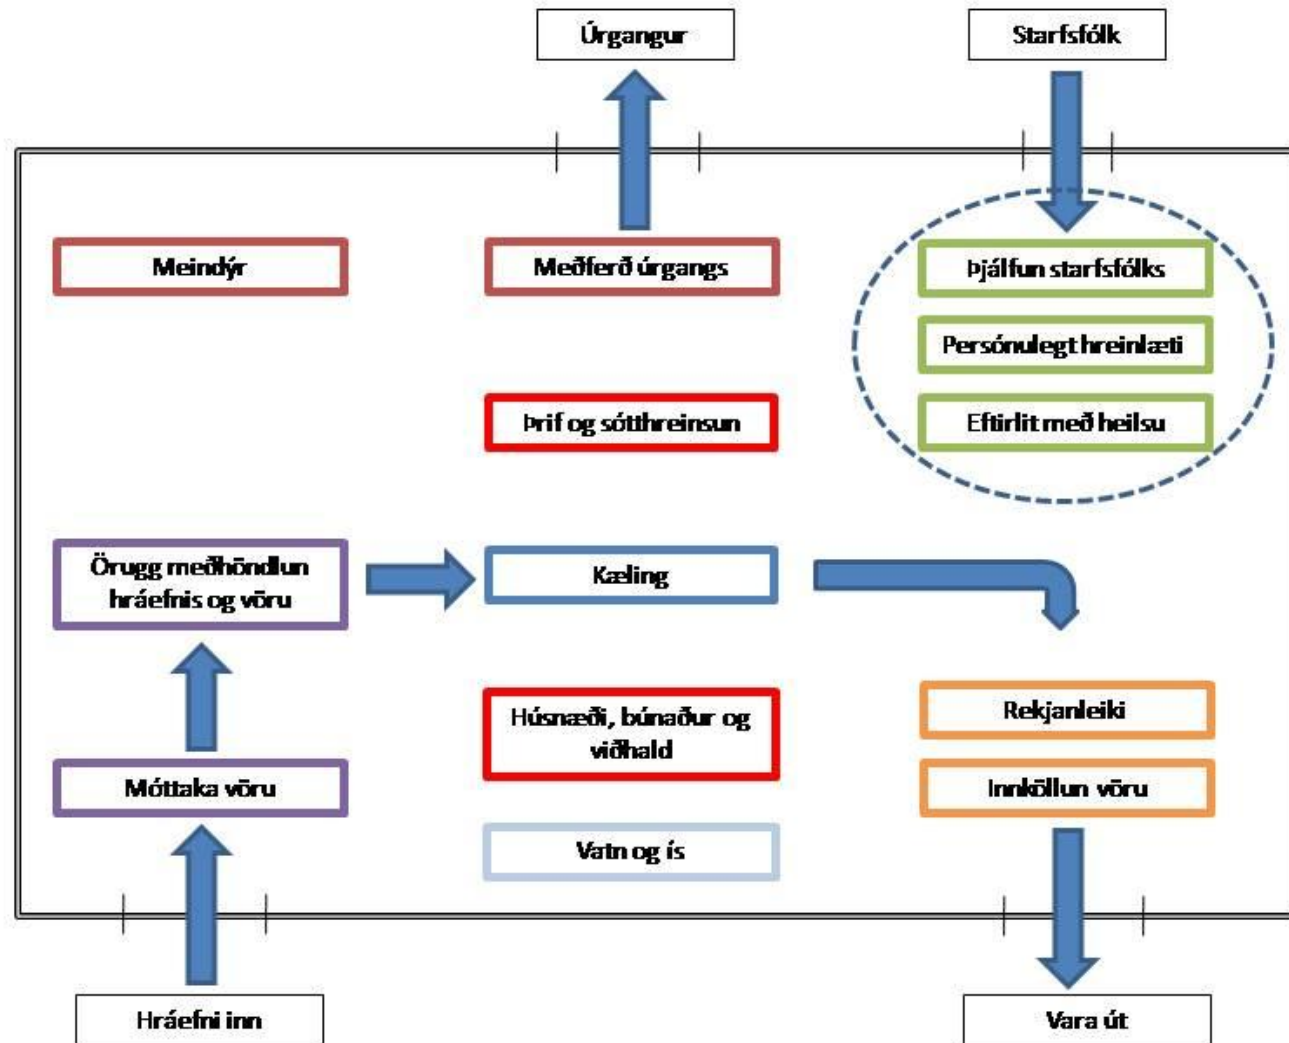 Úrgangur
Starfsfólk
Meindýr
Meðferð úrgangs
Þjálfun starfsfólks
Persónulegt hreinlæti
Þrif og sótthreinsun
Eftirlit með heilsu
Örugg meðhöndlun
hráefnis og vöru
Kæling
Húsnæði, búnaður og
viðhald
Rekjanleiki
Móttaka vöru
Innköllun vöru
Vatn og ís
Hráefni inn
Vara út